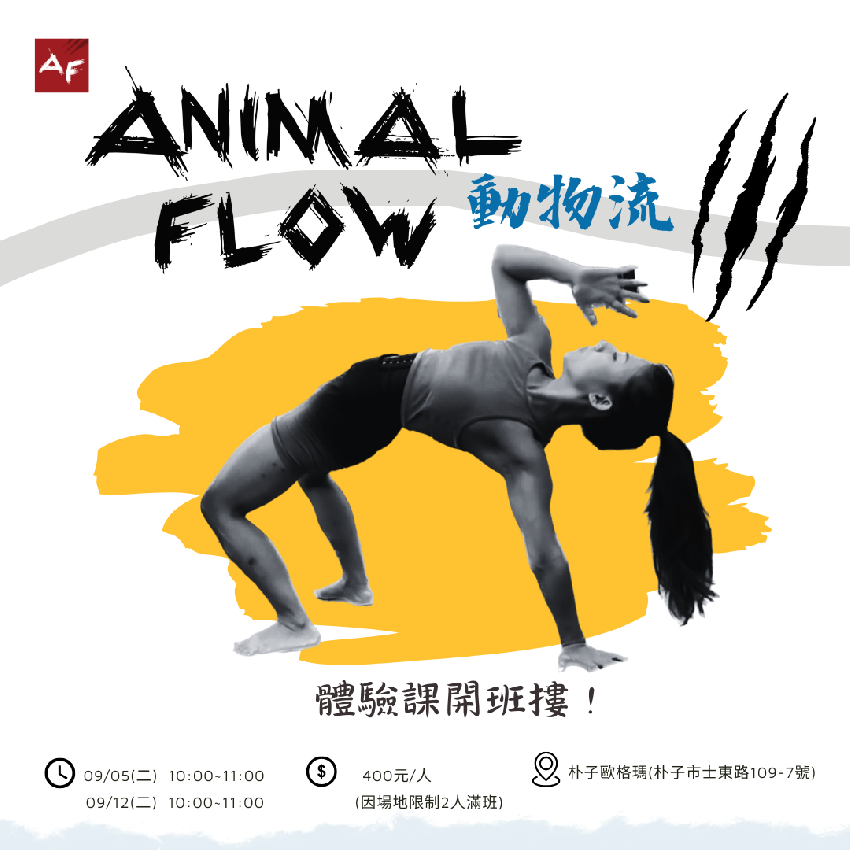 AF
ANIMAL
FLOW
動物流
體驗課開班摟！
09/05(二) 10:00~11:00
09/12(二) 10:00~11:00
$
400元/人
(因場地限制2人滿班)
朴子歐格瑪(朴子市士東路109-7號)